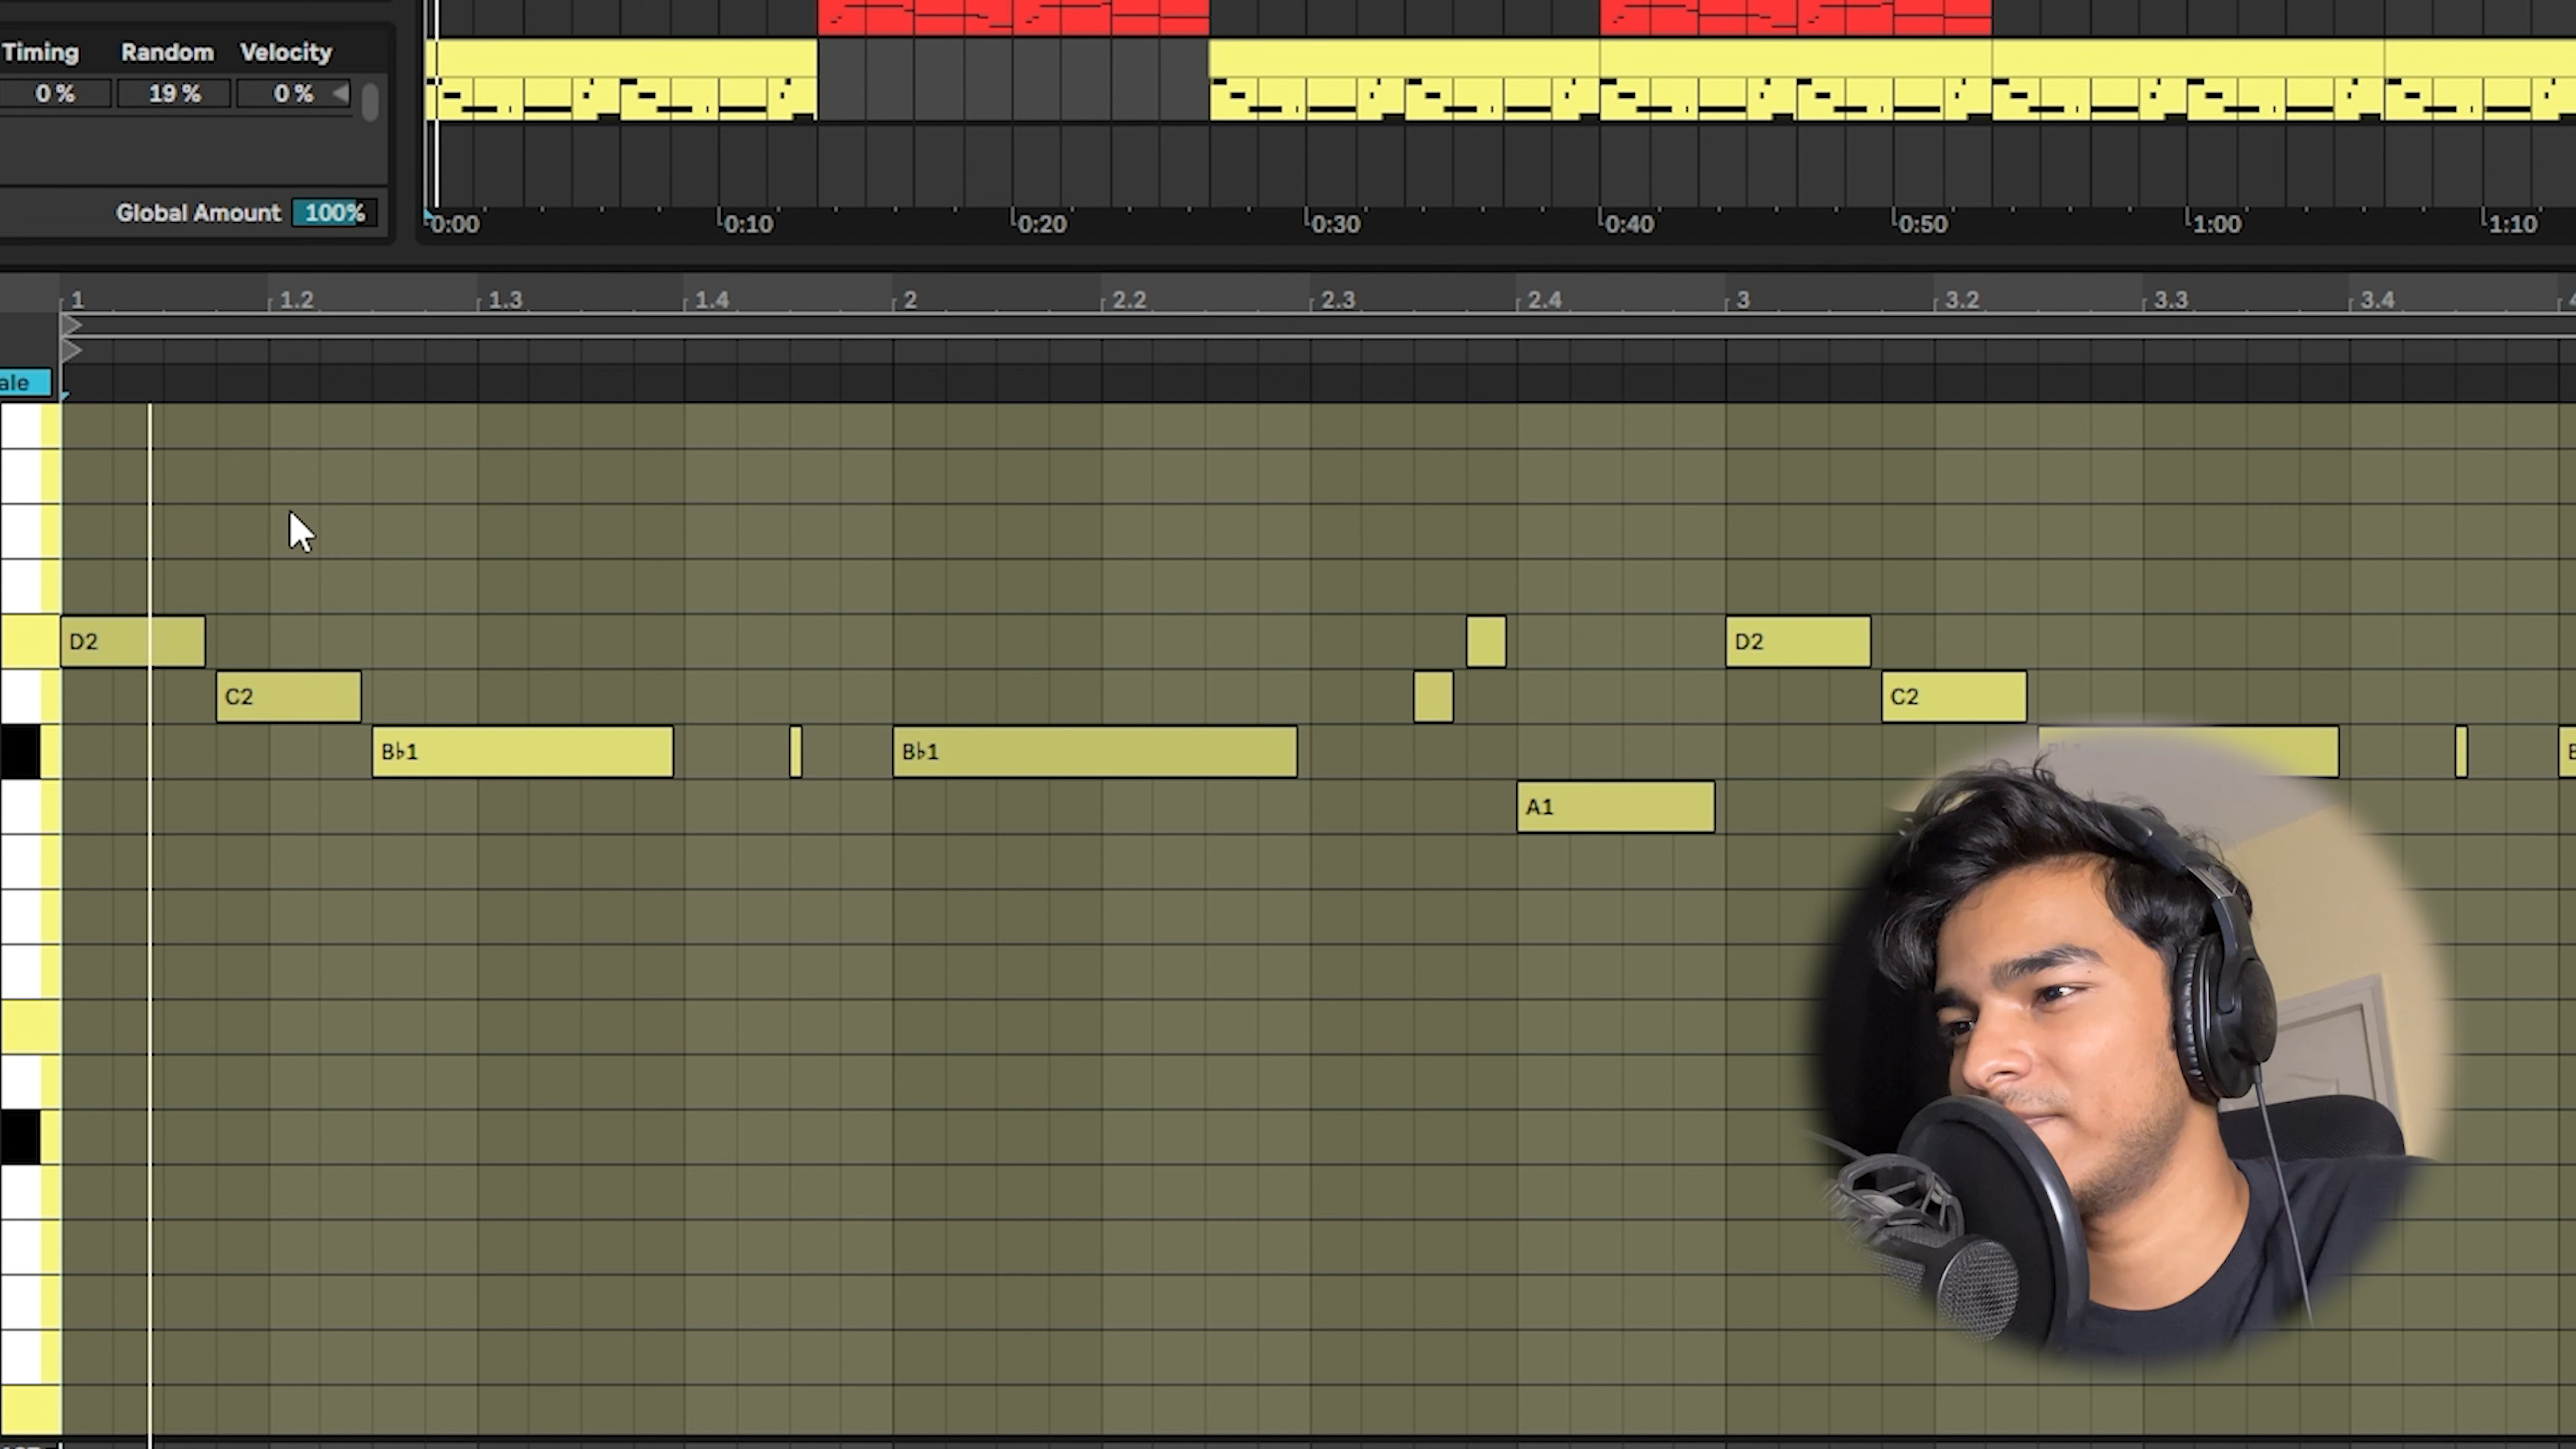 Timing Random Velocity
0 % 19 % 0 %
Global Amount 100%
0:00 0:10 0:20 0:30 0:40 0:50 1:00 1:10
1 1.2 1.3 1.4 2 2.2 2.3 2.4 3 3.2 3.3 3.4 4
ale
D2 D2
C2 C2
B♭1 B♭1
A1